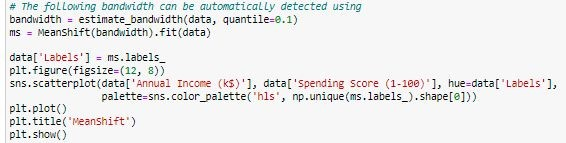 # The following bandwidth can be automatically detected using
bandwidth = estimate_bandwidth(data, quantile=0.1)
ms = MeanShift(bandwidth).fit(data)
data['Labels'] = ms.labels_
plt.figure(figsize=(12, 8))
sns.scatterplot(data['Annual Income (k$)'], data['Spending Score (1-100)'], hue=data['Labels'],
palette=sns.color_palette('hls', np.unique(ms.labels_).shape[0]))
plt.plot()
plt.title('MeanShift')
plt.show()